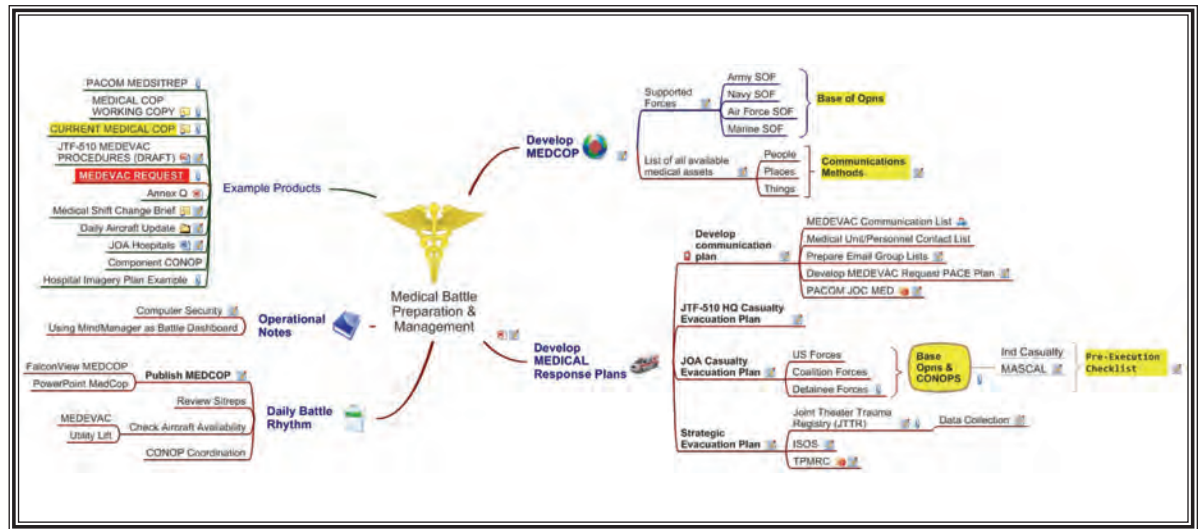 PACOM MEDSITREP
MEDICAL COP
WORKING COPY
CURRENT MEDICAL COP
JTF-510 MEDEVAC
PROCEDURES (DRAFT)
MEDEVAC REQUEST
Annex Q
Medical Shift Change Brief
Daily Aircraft Update
JOA Hospitals
Component CONOP
Hospital Imagery Plan Example
Example Products
Computer Security
Using MindManager as Battle Dashboard
Operational
Notes
FalconView MEDCOP
PowerPoint MedCop
Publish MEDCOP
Review Sitreps
MEDEVAC
Utility Lift
Check Aircraft Availability
CONOP Coordination
Daily Battle
Rhythm
Medical Battle
Preparation &
Management
Develop
MEDCOP
Supported
Forces
Army SOF
Navy SOF
Air Force SOF
Marine SOF
Base of Opns
List of all available
medical assets
People
Places
Things
Communications
Methods
Develop
MEDICAL
Response Plans
Develop
communication
plan
MEDEVAC Communication List
Medical Unit/Personnel Contact List
Prepare Email Group Lists
Develop MEDEVAC Request PACE Plan
PACOM JOC MED
JTF-510 HQ Casualty
Evacuation Plan
JOA Casualty
Evacuation Plan
US Forces
Coalition Forces
Detainee Forces
Base
Opns &
CONOPS
Ind Casualty
MASCAL
Pre-Execution
Checklist
Strategic
Evacuation Plan
Joint Theater Trauma
Registry (JTTR)
Data Collection
ISOS
TPMRC